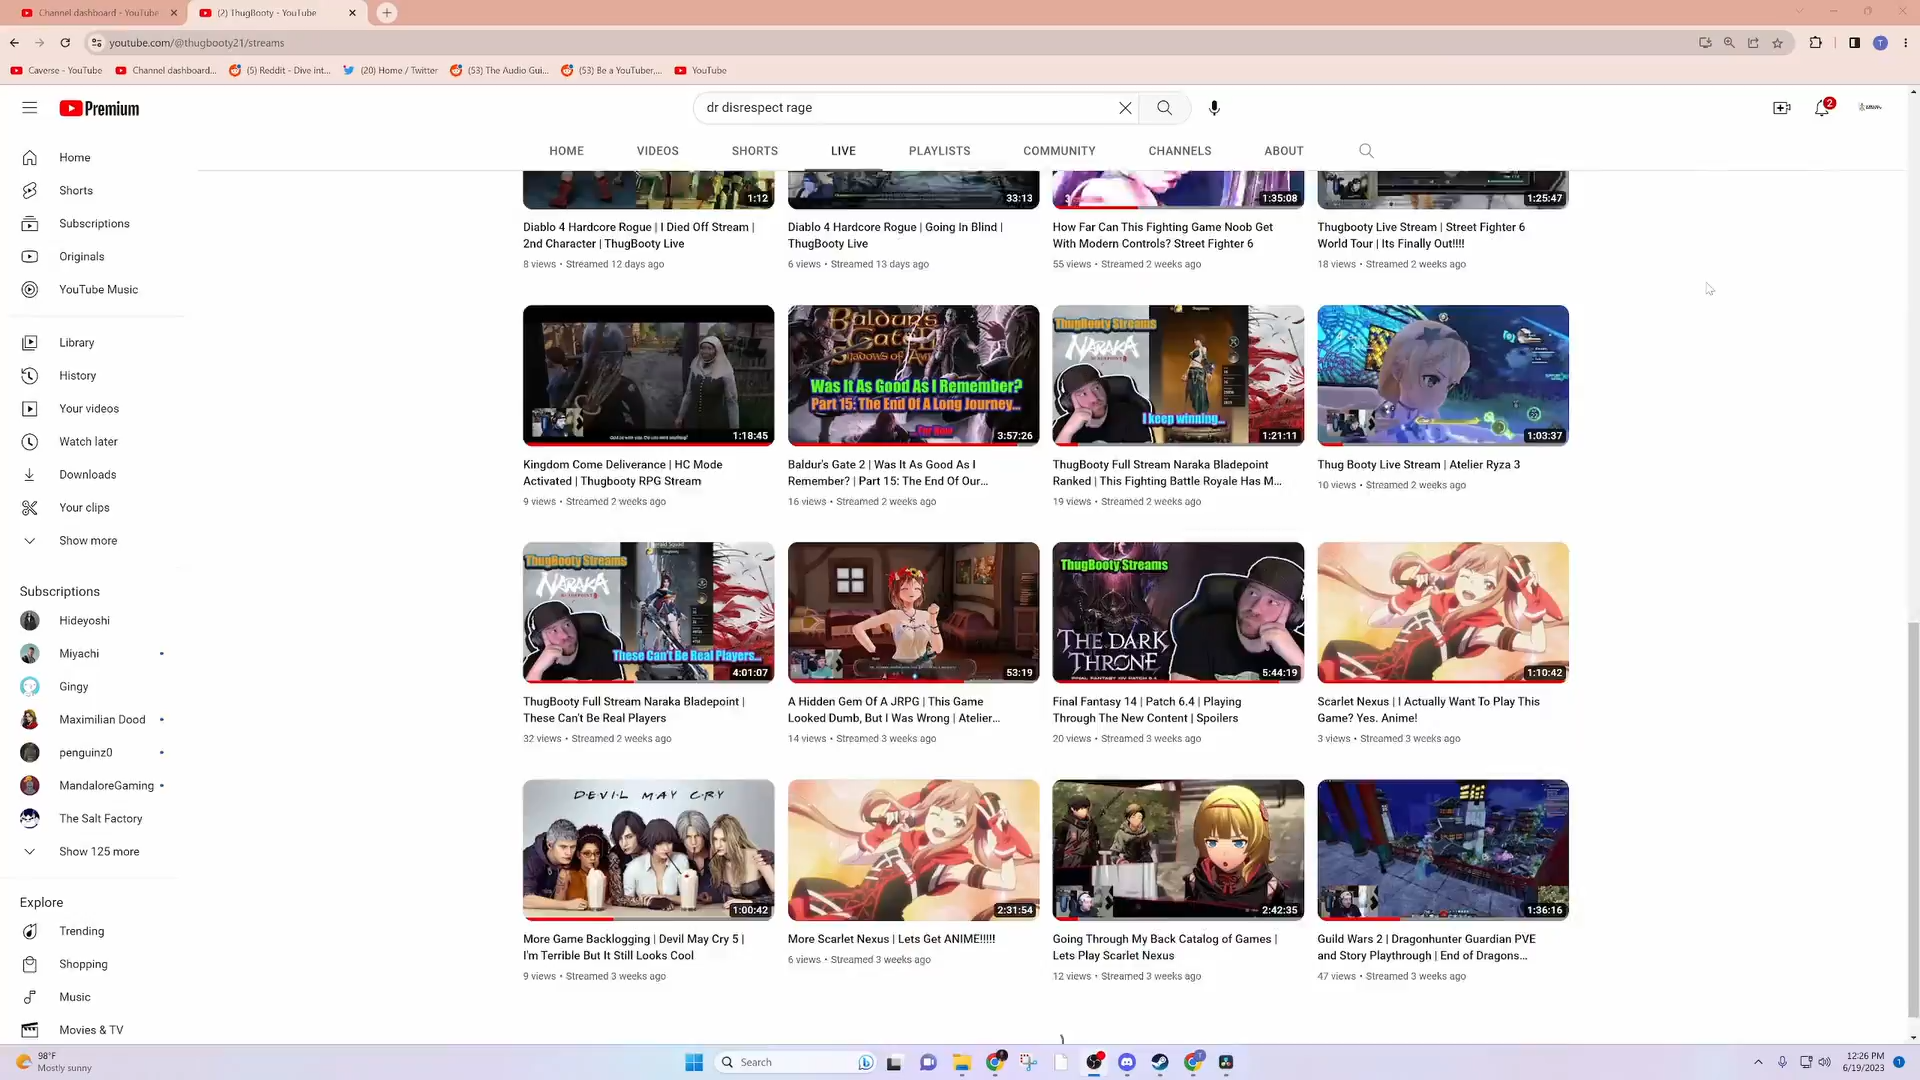 Channel dashboard - YouTube
(2) ThugBooty - YouTube
youtube.com/@thugbooty21/streams
Caverse - YouTube
Channel dashboard...
(5) Reddit - Dive int...
(20) Home / Twitter
(53) The Audio Gui...
(53) Be a YouTuber,...
YouTube
Premium
dr disrespect rage
2
HOME
VIDEOS
SHORTS
LIVE
PLAYLISTS
COMMUNITY
CHANNELS
ABOUT
Home
Shorts
Subscriptions
Originals
YouTube Music
Library
History
Your videos
Watch later
Downloads
Your clips
Show more
Subscriptions
Hideyoshi
Miyachi
Gingy
Maximilian Dood
penguinz0
MandaloreGaming
The Salt Factory
Show 125 more
Explore
Trending
Shopping
Music
Movies & TV
1:12
33:13
1:35:08
1:25:47
Diablo 4 Hardcore Rogue | I Died Off Stream |
2nd Character | ThugBooty Live
8 views • Streamed 12 days ago
Diablo 4 Hardcore Rogue | Going In Blind |
ThugBooty Live
6 views • Streamed 13 days ago
How Far Can This Fighting Game Noob Get
With Modern Controls? Street Fighter 6
55 views • Streamed 2 weeks ago
Thugbooty Live Stream | Street Fighter 6
World Tour | Its Finally Out!!!!
18 views • Streamed 2 weeks ago
1:18:45
Baldur's
Gate
Shadows of Amn
Was It As Good As I Remember?
Part 15: The End Of A Long Journey...
...For Now
3:57:26
ThugBooty Streams
NARAKA
I keep winning...
1:21:11
1:03:37
Kingdom Come Deliverance | HC Mode
Activated | Thugbooty RPG Stream
9 views • Streamed 2 weeks ago
Baldur's Gate 2 | Was It As Good As I
Remember? | Part 15: The End Of Our...
16 views • Streamed 2 weeks ago
ThugBooty Full Stream Naraka Bladepoint
Ranked | This Fighting Battle Royale Has M...
19 views • Streamed 2 weeks ago
Thug Booty Live Stream | Atelier Ryza 3
10 views • Streamed 2 weeks ago
ThugBooty Streams
NARAKA
These Can't Be Real Players...
4:01:07
53:19
ThugBooty Streams
THE DARK
THRONE
FINAL FANTASY XIV PATCH 6.4
5:44:19
1:10:42
ThugBooty Full Stream Naraka Bladepoint |
These Can't Be Real Players
32 views • Streamed 2 weeks ago
A Hidden Gem Of A JRPG | This Game
Looked Dumb, But I Was Wrong | Atelier...
14 views • Streamed 3 weeks ago
Final Fantasy 14 | Patch 6.4 | Playing
Through The New Content | Spoilers
20 views • Streamed 3 weeks ago
Scarlet Nexus | I Actually Want To Play This
Game? Yes. Anime!
3 views • Streamed 3 weeks ago
DEVIL MAY CRY
1:00:42
2:31:54
2:42:35
1:36:16
More Game Backlogging | Devil May Cry 5 |
I'm Terrible But It Still Looks Cool
9 views • Streamed 3 weeks ago
More Scarlet Nexus | Lets Get ANIME!!!!!
6 views • Streamed 3 weeks ago
Going Through My Back Catalog of Games |
Lets Play Scarlet Nexus
12 views • Streamed 3 weeks ago
Guild Wars 2 | Dragonhunter Guardian PVE
and Story Playthrough | End of Dragons...
47 views • Streamed 3 weeks ago
98°F
Mostly sunny
Search
12:26 PM
6/19/2023
1